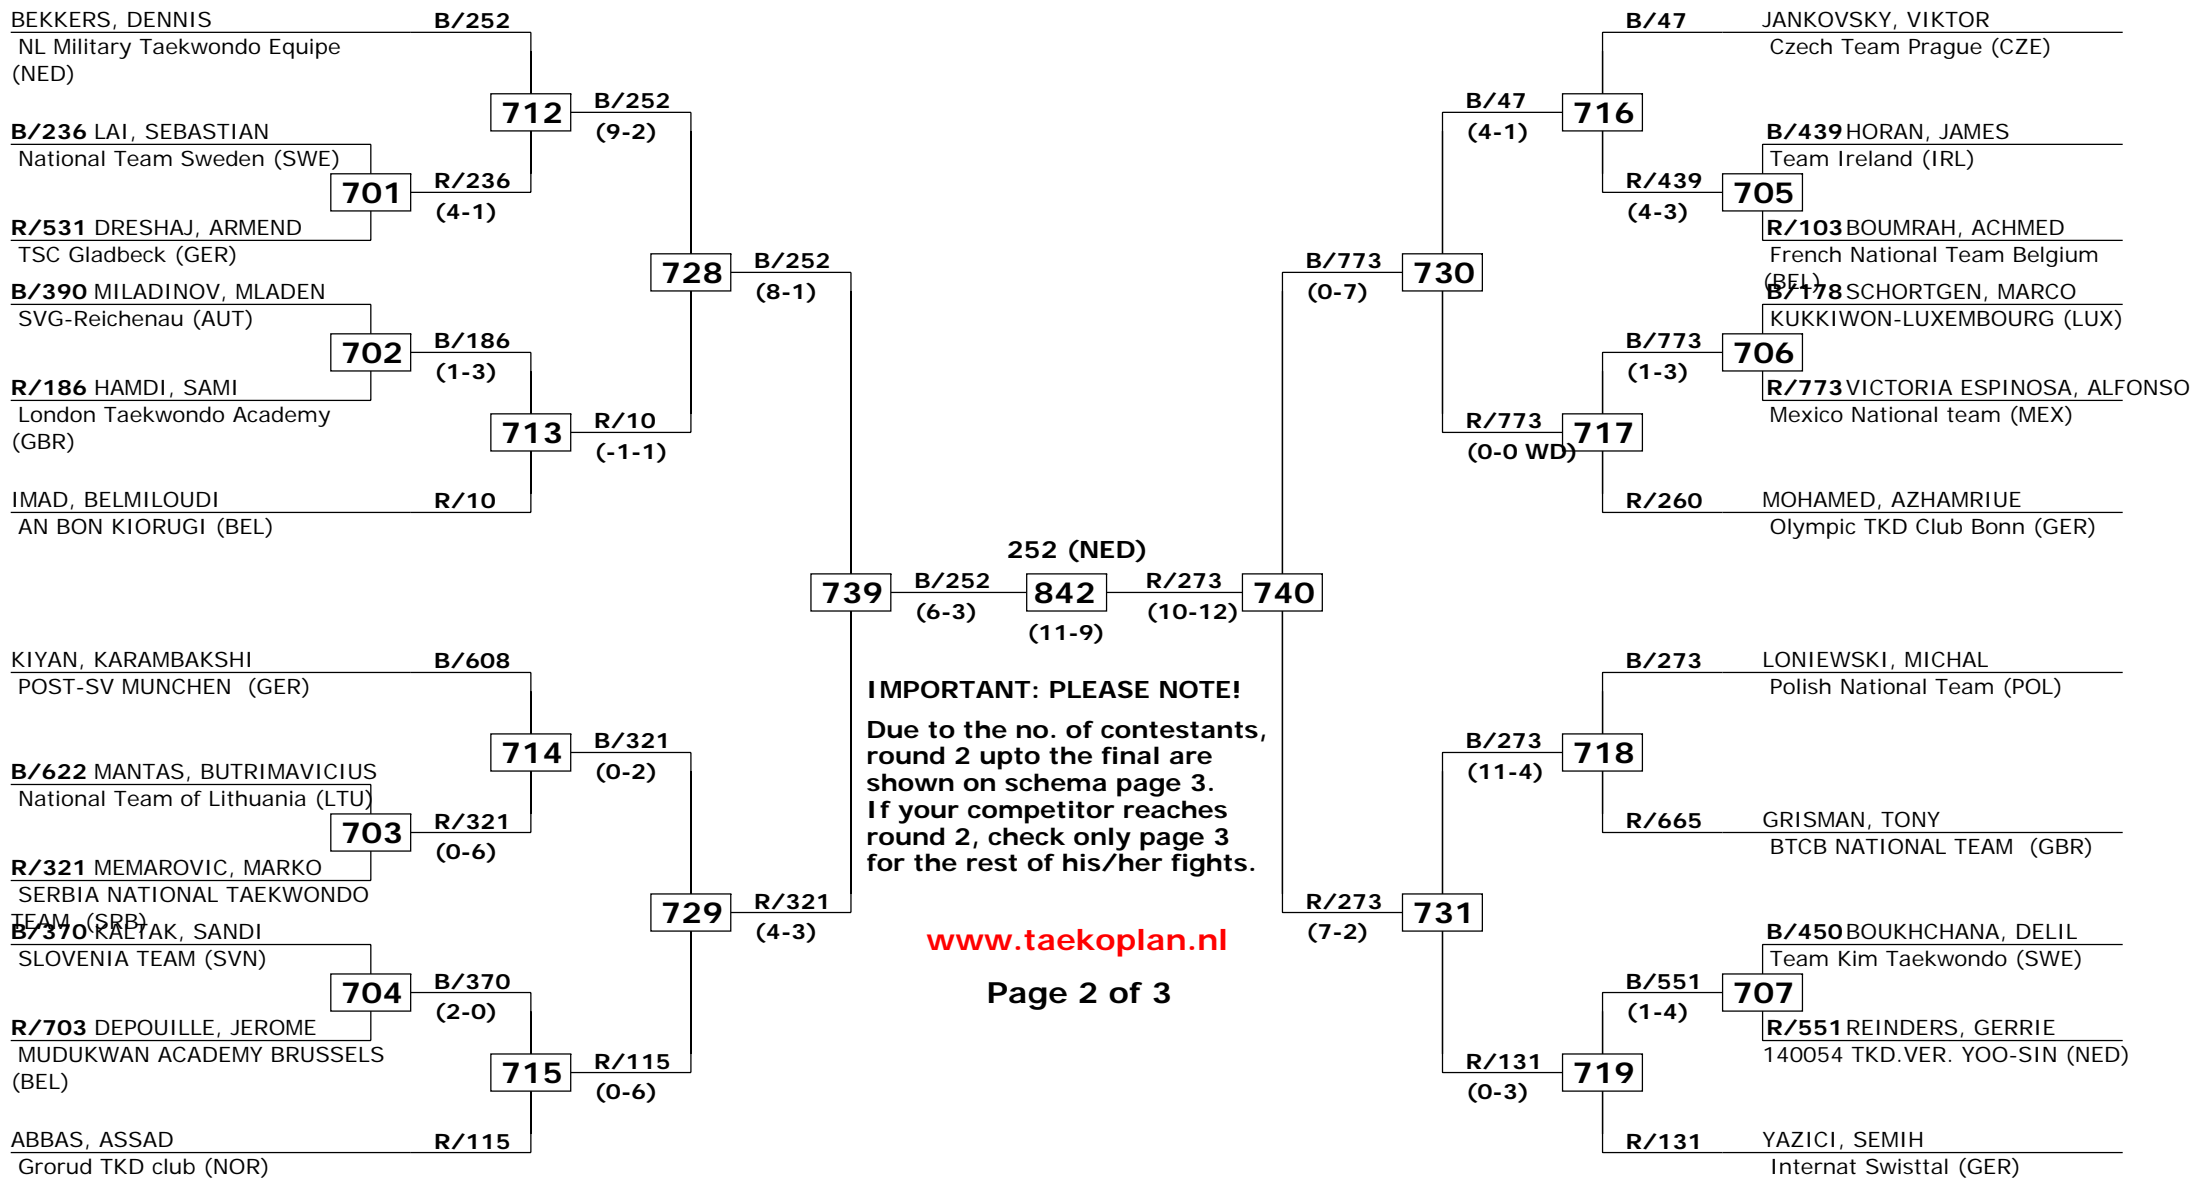 BEKKERS, DENNIS B/252
NL Military Taekwondo Equipe
(NED)
712
B/252
(9-2)
B/236 LAI, SEBASTIAN
National Team Sweden (SWE)
701
R/236
(4-1)
R/531 DRESHAJ, ARMEND
TSC Gladbeck (GER)
728
B/252
(8-1)
B/390 MILADINOV, MLADEN
SVG-Reichenau (AUT)
702
B/186
(1-3)
R/186 HAMDI, SAMI
London Taekwondo Academy
(GBR)
713
R/10
(-1-1)
IMAD, BELMILOUDI R/10
AN BON KIORUGI (BEL)
739
B/252
(6-3)
KIYAN, KARAMBAKSHI B/608
POST-SV MUNCHEN (GER)
714
B/321
(0-2)
B/622 MANTAS, BUTRIMAVICIUS
National Team of Lithuania (LTU)
703
R/321
(0-6)
R/321 MEMAROVIC, MARKO
SERBIA NATIONAL TAEKWONDO
TEAM (SRB)
729
R/321
(4-3)
B/370 KALTAK, SANDI
SLOVENIA TEAM (SVN)
704
B/370
(2-0)
R/703 DEPOUILLE, JEROME
MUDUKWAN ACADEMY BRUSSELS
(BEL)
715
R/115
(0-6)
ABBAS, ASSAD R/115
Grorud TKD club (NOR)
252 (NED)
842
(11-9)
IMPORTANT: PLEASE NOTE!
Due to the no. of contestants,
round 2 upto the final are
shown on schema page 3.
If your competitor reaches
round 2, check only page 3
for the rest of his/her fights.
www.taekoplan.nl
Page 2 of 3
B/47 JANKOVSKY, VIKTOR
Czech Team Prague (CZE)
B/47
(4-1)
716
B/439 HORAN, JAMES
Team Ireland (IRL)
R/439
(4-3)
705
R/103 BOUMRAH, ACHMED
French National Team Belgium
(BEL)
B/773
(0-7)
730
B/178 SCHORTGEN, MARCO
KUKKIWON-LUXEMBOURG (LUX)
B/773
(1-3)
706
R/773 VICTORIA ESPINOSA, ALFONSO
Mexico National team (MEX)
R/773
(0-0 WD)
717
R/260 MOHAMED, AZHAMRIUE
Olympic TKD Club Bonn (GER)
R/273
(10-12)
740
B/273 LONIEWSKI, MICHAL
Polish National Team (POL)
B/273
(11-4)
718
R/665 GRISMAN, TONY
BTCB NATIONAL TEAM (GBR)
R/273
(7-2)
731
B/450 BOUKHCHANA, DELIL
Team Kim Taekwondo (SWE)
B/551
(1-4)
707
R/551 REINDERS, GERRIE
140054 TKD.VER. YOO-SIN (NED)
R/131
(0-3)
719
R/131 YAZICI, SEMIH
Internat Swisttal (GER)